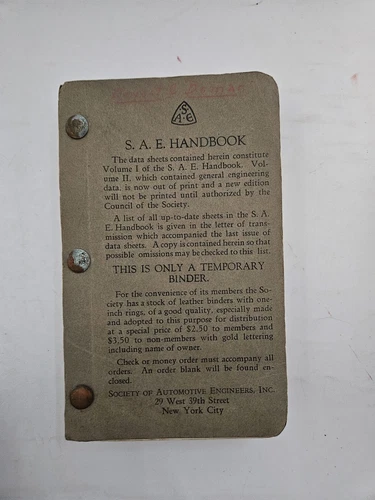 S.
A. E.
S. A. E. HANDBOOK
The data sheets contained herein constitute
Volume I of the S. A. E. Handbook. Vol-
ume II, which contained general engineering
data, is now out of print and a new edition
will not be printed until authorized by the
Council of the Society.
A list of all up-to-date sheets in the S. A.
E. Handbook is given in the letter of trans-
mission which accompanied the last issue of
data sheets. A copy is contained herein so that
possible omissions may be checked to this list.
THIS IS ONLY A TEMPORARY
BINDER.
For the convenience of its members the So-
ciety has a stock of leather binders with one-
inch rings, of a good quality, especially made
and adopted to this purpose for distribution
at a special price of $2.50 to members and
$3.50 to non-members with gold lettering
including name of owner.
Check or money order must accompany all
orders. An order blank will be found en-
closed.
SOCIETY OF AUTOMOTIVE ENGINEERS, INC.
29 West 39th Street
New York City